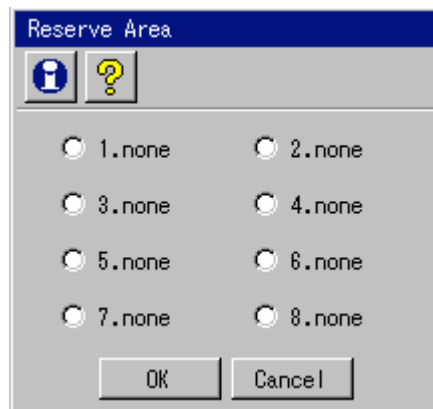 Reserve Area
1.none 2.none
3.none 4.none
5.none 6.none
7.none 8.none
OK Cancel